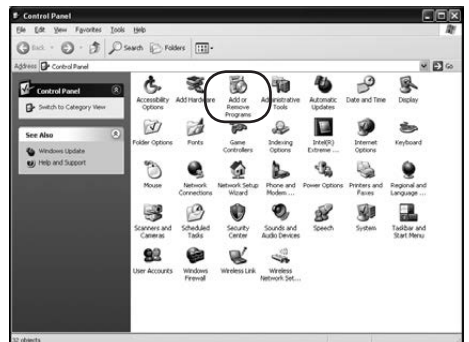 Control Panel
File Edit View Favorites Tools Help
Back Search Folders
Address Control Panel Go
Control Panel
Switch to Category View
See Also
Windows Update
Help and Support
Accessibility Options
Add Hardware
Add or Remove Programs
Administrative Tools
Automatic Updates
Date and Time
Display
Folder Options
Fonts
Game Controllers
Indexing Options
Intel(R) Extreme ...
Internet Options
Keyboard
Mouse
Network Connections
Network Setup Wizard
Phone and Modem ...
Power Options
Printers and Faxes
Regional and Language ...
Scanners and Cameras
Scheduled Tasks
Security Center
Sounds and Audio Devices
Speech
System
Taskbar and Start Menu
User Accounts
Windows Firewall
Wireless Link
Wireless Network Set...
32 objects